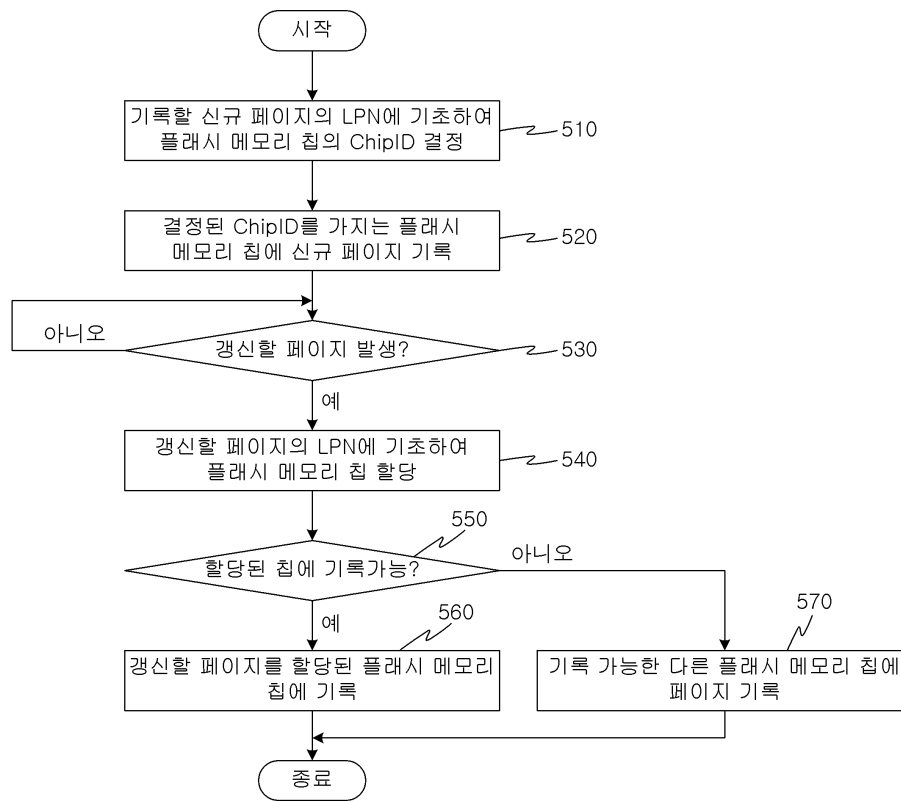 시작
기록할 신규 페이지의 LPN에 기초하여
플래시 메모리 칩의 ChipID 결정
510
결정된 ChipID를 가지는 플래시
메모리 칩에 신규 페이지 기록
520
아니오
갱신할 페이지 발생?
530
예
갱신할 페이지의 LPN에 기초하여
플래시 메모리 칩 할당
540
550
할당된 칩에 기록가능?
아니오
예
560
570
갱신할 페이지를 할당된 플래시 메모리
칩에 기록
기록 가능한 다른 플래시 메모리 칩에
페이지 기록
종료